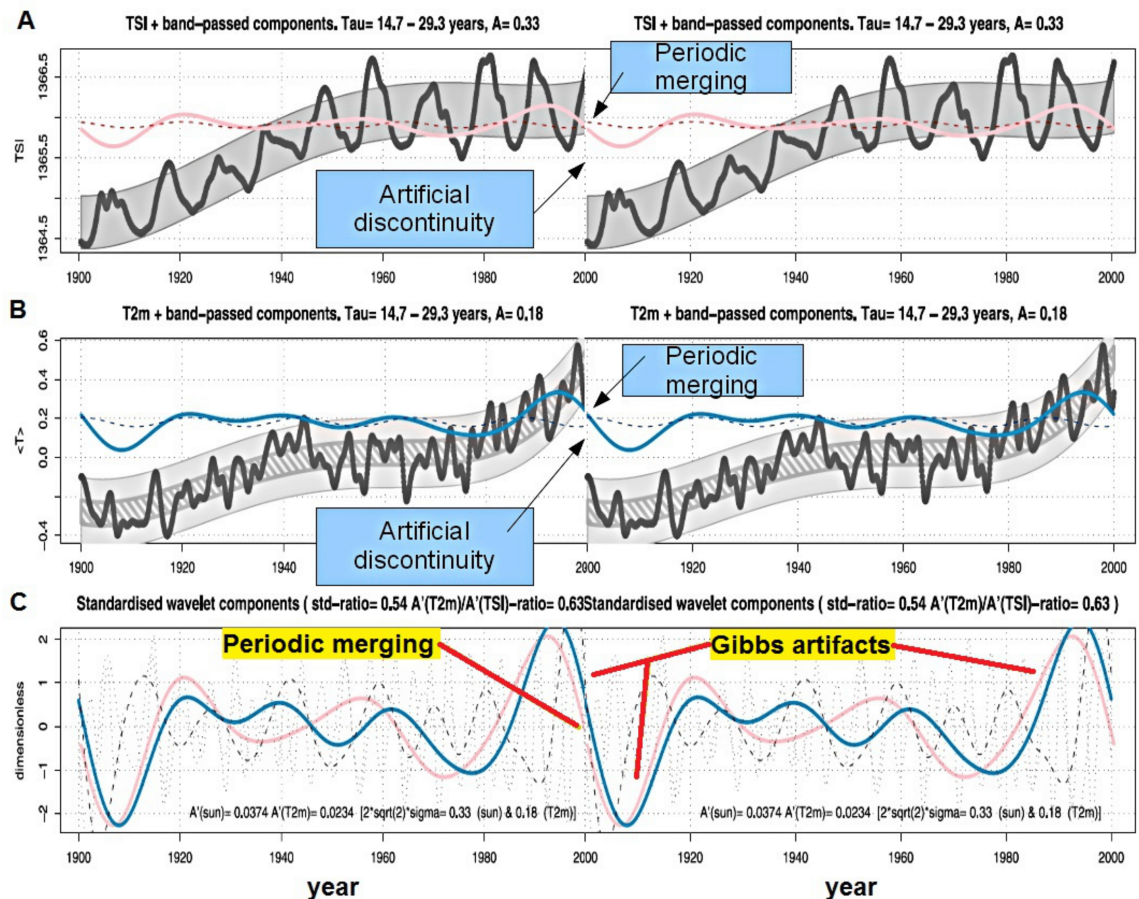 A
TSI + band-passed components. Tau= 14.7 - 29.3 years, A= 0.33
TSI + band-passed components. Tau= 14.7 - 29.3 years, A= 0.33
Periodic
merging
Artificial
discontinuity
TSI
1366.5
1365.5
1364.5
1900 1920 1940 1960 1980 2000 1920 1940 1960 1980 2000
B
T2m + band-passed components. Tau= 14.7 - 29.3 years, A= 0.18
T2m + band-passed components. Tau= 14.7 - 29.3 years, A= 0.18
Periodic
merging
Artificial
discontinuity
<T>
0.6
0.4
0.2
0.0
-0.4
1900 1920 1940 1960 1980 2000 1920 1940 1960 1980 2000
C
Standardised wavelet components ( std-ratio= 0.54 A'(T2m)/A'(TSI)-ratio= 0.63
Standardised wavelet components ( std-ratio= 0.54 A'(T2m)/A'(TSI)-ratio= 0.63 )
Periodic merging
Gibbs artifacts
dimensionless
2
1
0
-1
-2
A'(sun)= 0.0374 A'(T2m)= 0.0234 [2*sqrt(2)*sigma= 0.33 (sun) & 0.18 (T2m)]
A'(sun)= 0.0374 A'(T2m)= 0.0234 [2*sqrt(2)*sigma= 0.33 (sun) & 0.18 (T2m)]
1900 1920 1940 1960 1980 2000 1920 1940 1960 1980 2000
year
year